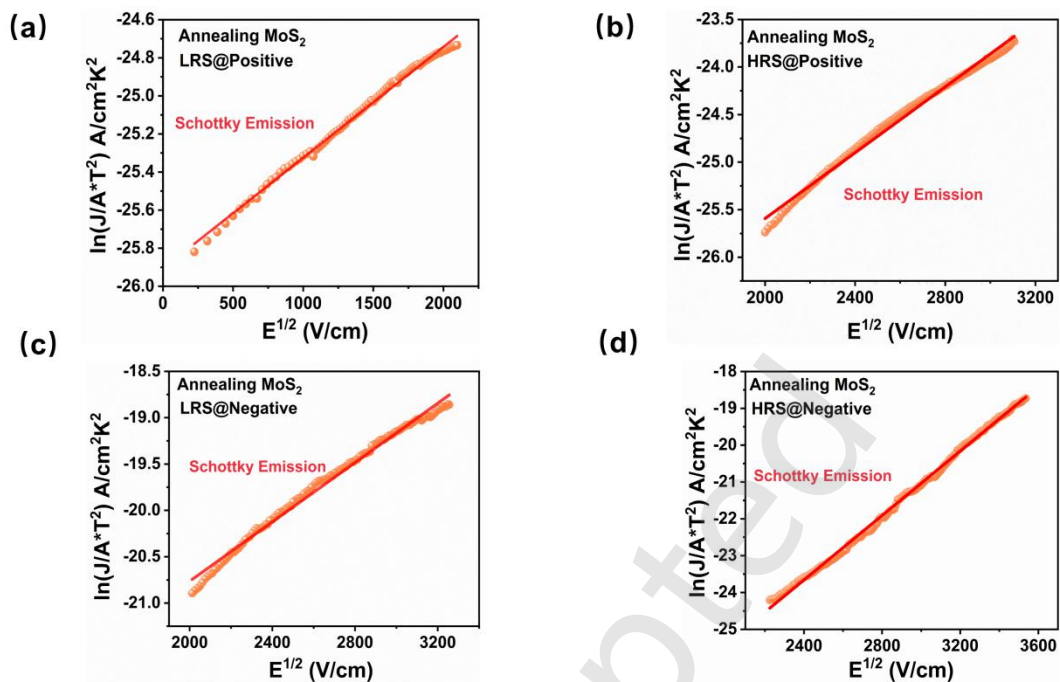 (a)
Annealing MoS₂
LRS@Positive
Schottky Emission
ln(J/A*T²) A/cm²K²
-24.6
-24.8
-25.0
-25.2
-25.4
-25.6
-25.8
-26.0
0 500 1000 1500 2000
E¹/² (V/cm)
(b)
Annealing MoS₂
HRS@Positive
Schottky Emission
ln(J/A*T²) A/cm²K²
-23.5
-24.0
-24.5
-25.0
-25.5
-26.0
2000 2400 2800 3200
E¹/² (V/cm)
(c)
Annealing MoS₂
LRS@Negative
Schottky Emission
ln(J/A*T²) A/cm²K²
-18.5
-19.0
-19.5
-20.0
-20.5
-21.0
2000 2400 2800 3200
E¹/² (V/cm)
(d)
Annealing MoS₂
HRS@Negative
Schottky Emission
ln(J/A*T²) A/cm²K²
-18
-19
-20
-21
-22
-23
-24
-25
2400 2800 3200 3600
E¹/² (V/cm)
pted